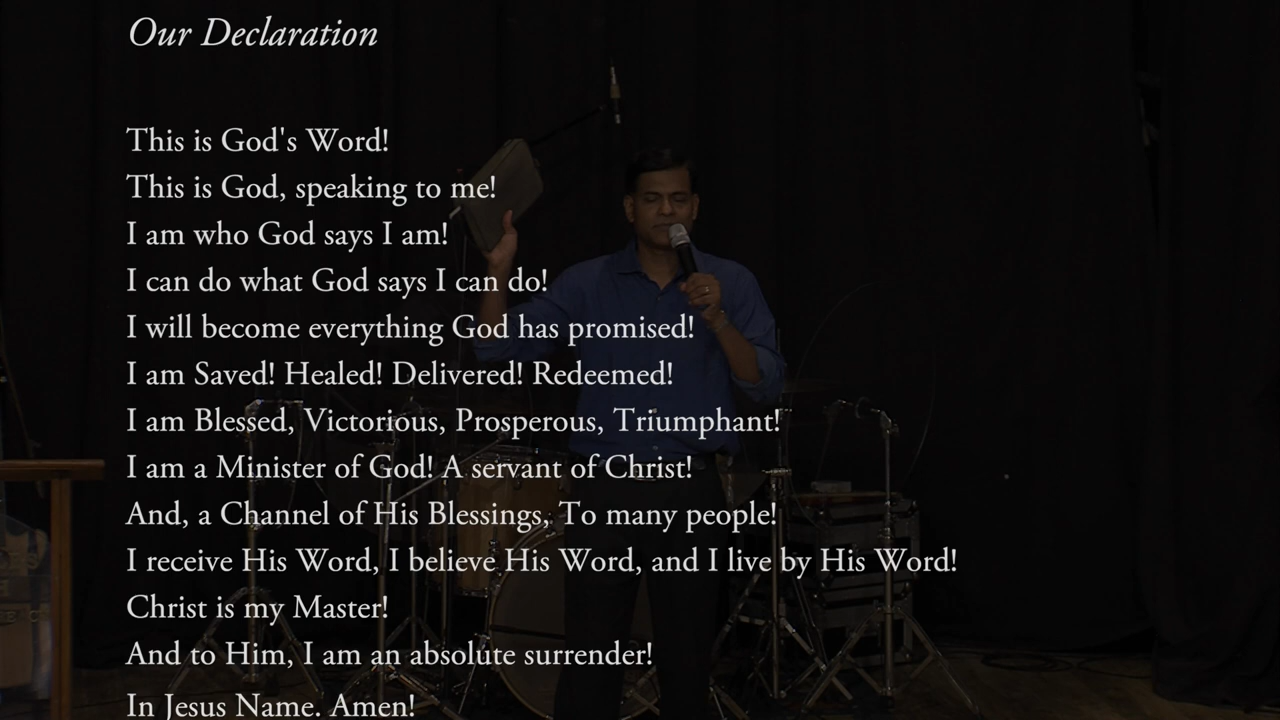 Our Declaration
This is God's Word!
This is God, speaking to me!
I am who God says I am!
I can do what God says I can do!
I will become everything God has promised!
I am Saved! Healed! Delivered! Redeemed!
I am Blessed, Victorious, Prosperous, Triumphant!
I am a Minister of God! A servant of Christ!
And, a Channel of His Blessings, To many people!
I receive His Word, I believe His Word, and I live by His Word!
Christ is my Master!
And to Him, I am an absolute surrender!
In Jesus Name. Amen!